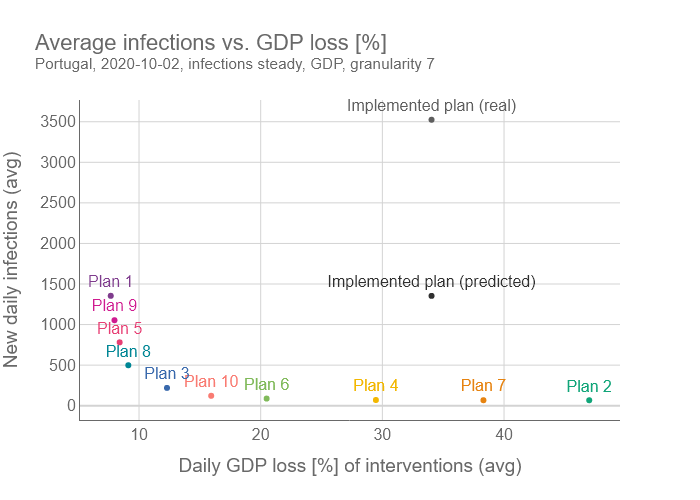 Average infections vs. GDP loss [%]
Portugal, 2020-10-02, infections steady, GDP, granularity 7
Implemented plan (real)
3500
3000
2500
2000
1500
1000
500
0
New daily infections (avg)
Implemented plan (predicted)
Plan 1
Plan 9
Plan 5
Plan 8
Plan 3
Plan 10
Plan 6
Plan 4
Plan 7
Plan 2
10
20
30
40
Daily GDP loss [%] of interventions (avg)